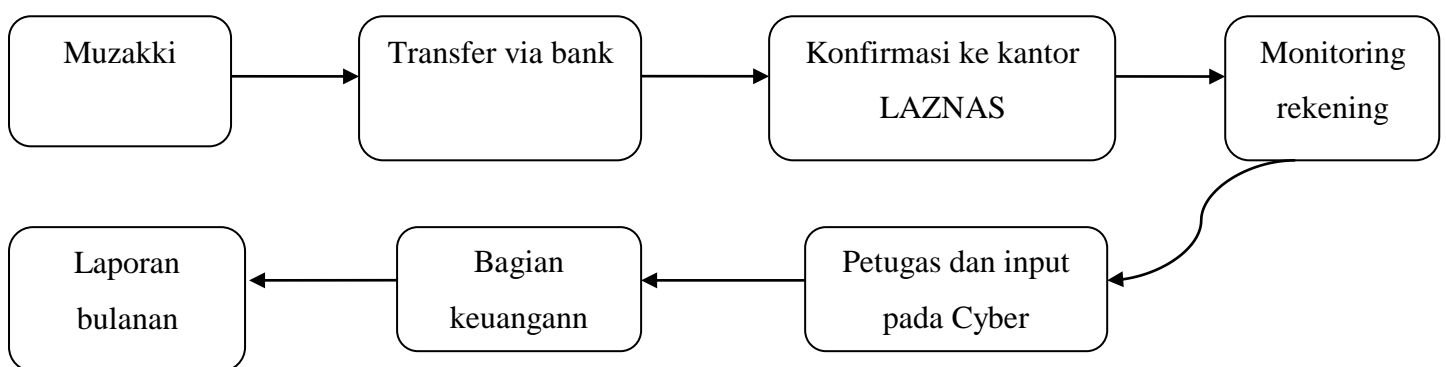 Muzakki
Transfer via bank
Konfirmasi ke kantor
LAZNAS
Monitoring
rekening
Petugas dan input
pada Cyber
Bagian
keuangann
Laporan
bulanan